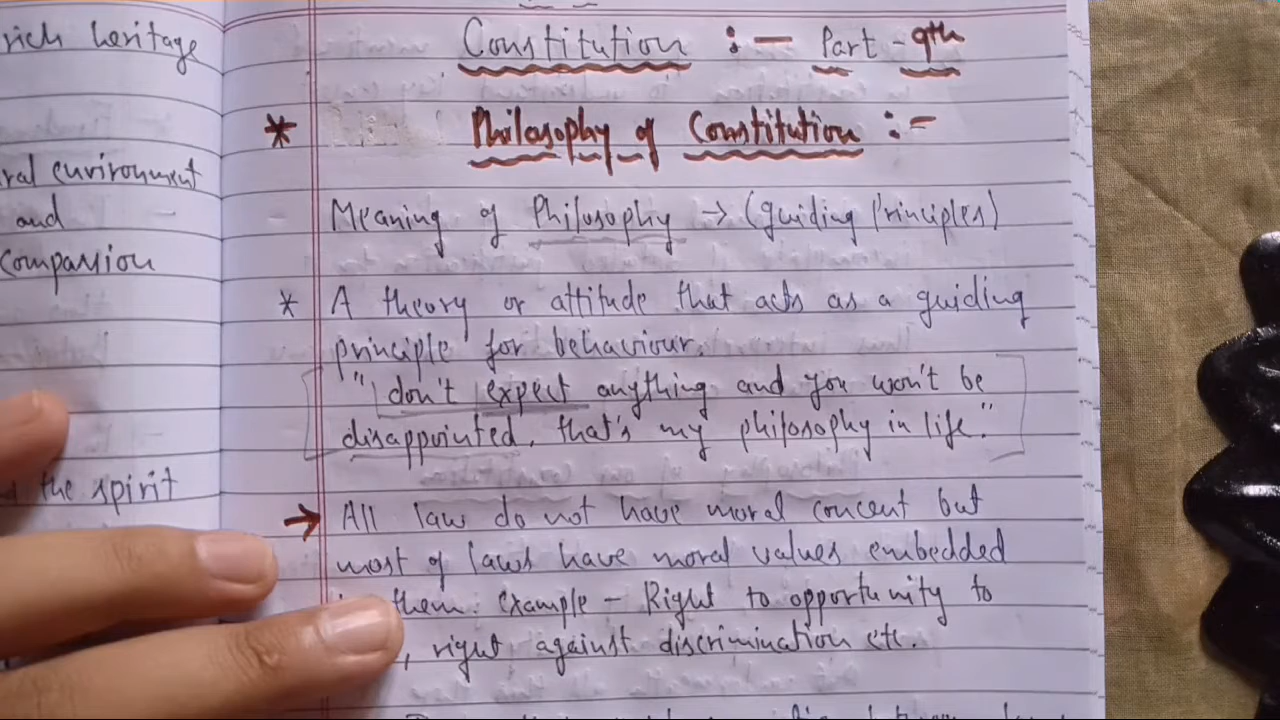 rich heritage
ral environment
and
compassion
the spirit
Constitution :- Part - 9th
* Philosophy of Constitution :-
Meaning of Philosophy → (guiding Principles)
* A theory or attitude that acts as a guiding
principle for behaviour.
"I don't expect anything and you won't be
disappointed, that's my philosophy in life."
→ All law do not have moral concent but
most of laws have moral values embedded
them. Example - Right to opportunity to
, right against discrimination etc.